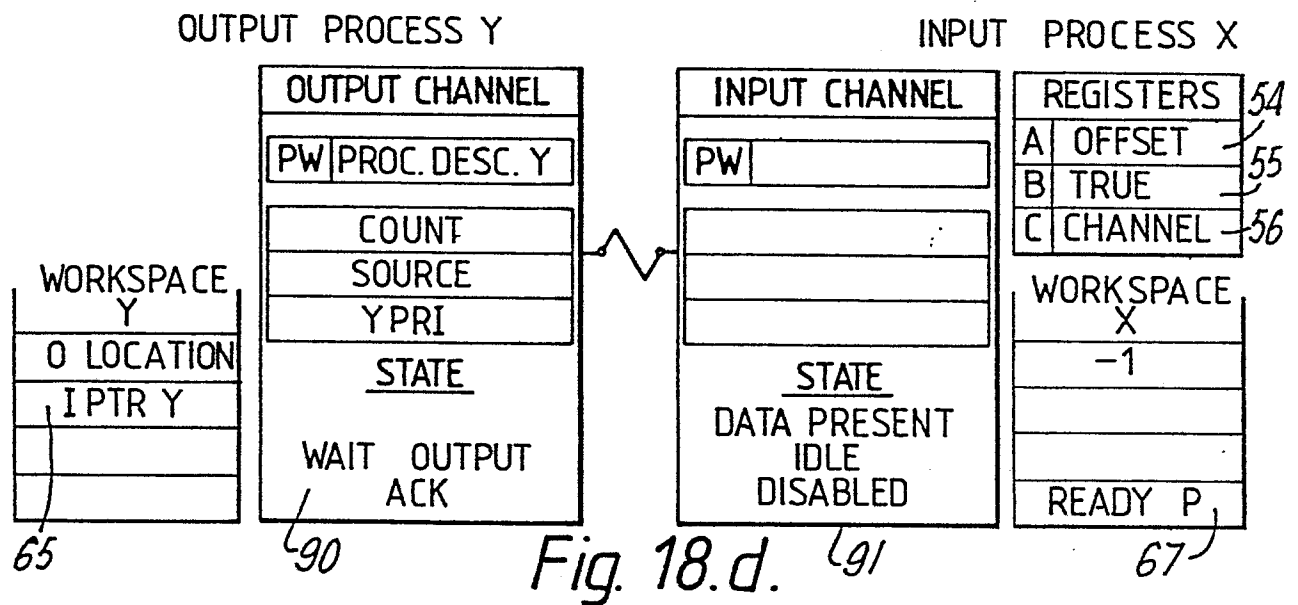 OUTPUT PROCESS Y
INPUT PROCESS X
OUTPUT CHANNEL
PW PROC. DESC. Y
COUNT
SOURCE
Y PRI
STATE
WAIT OUTPUT
ACK
90
WORKSPACE
Y
0 LOCATION
I PTR Y
65
INPUT CHANNEL
PW
STATE
DATA PRESENT
IDLE
DISABLED
91
REGISTERS
A OFFSET
B TRUE
C CHANNEL
54
55
56
WORKSPACE
X
-1
READY P
67
Fig. 18.d.